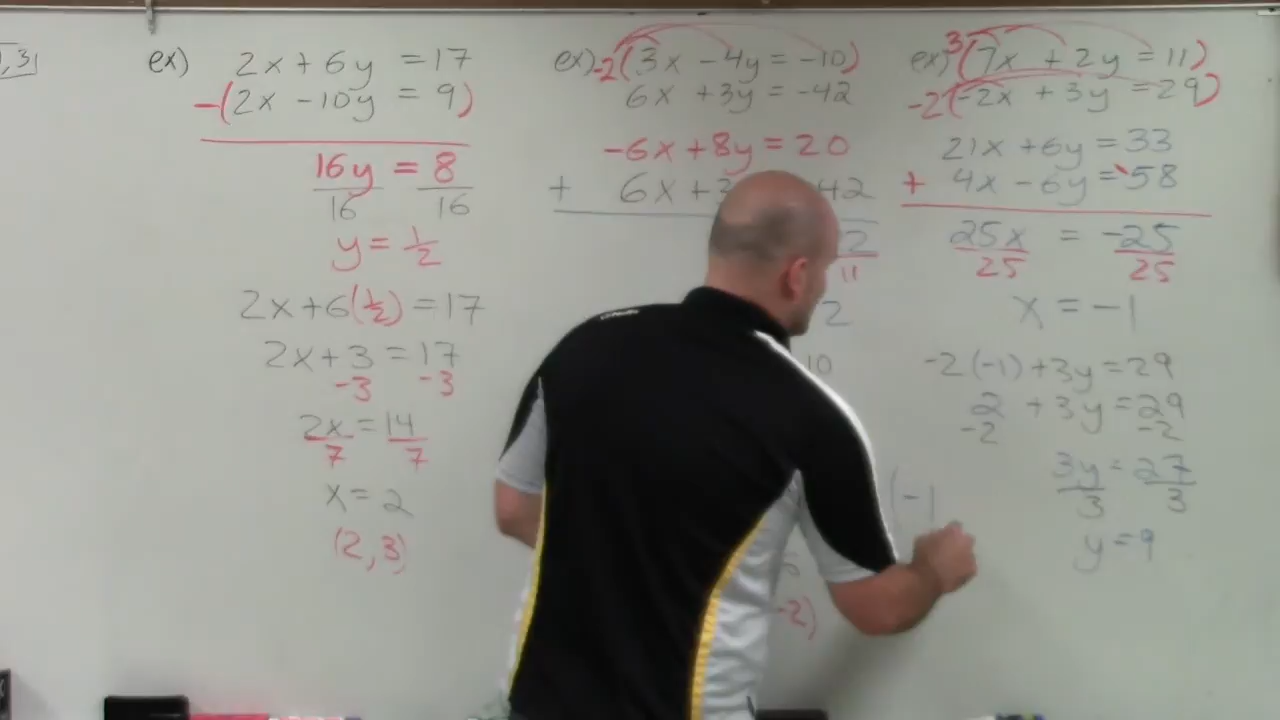 , 3)
ex) 2x + 6y = 17
-(2x - 10y = 9)
16y = 8
16 16
y = 1/2
2x + 6(1/2) = 17
2x + 3 = 17
-3 -3
2x = 14
7 7
x = 2
(2, 3)
ex) -2(3x - 4y = -10)
6x + 3y = -42
-6x + 8y = 20
+ 6x + 42
2
11
2
10
-2)
ex) 3(7x + 2y = 11)
-2(-2x + 3y = 29)
21x + 6y = 33
+ 4x - 6y = -58
25x = -25
25 25
x = -1
-2(-1) + 3y = 29
2 + 3y = 29
-2 -2
3y = 27
3 3
y = 9
(-1